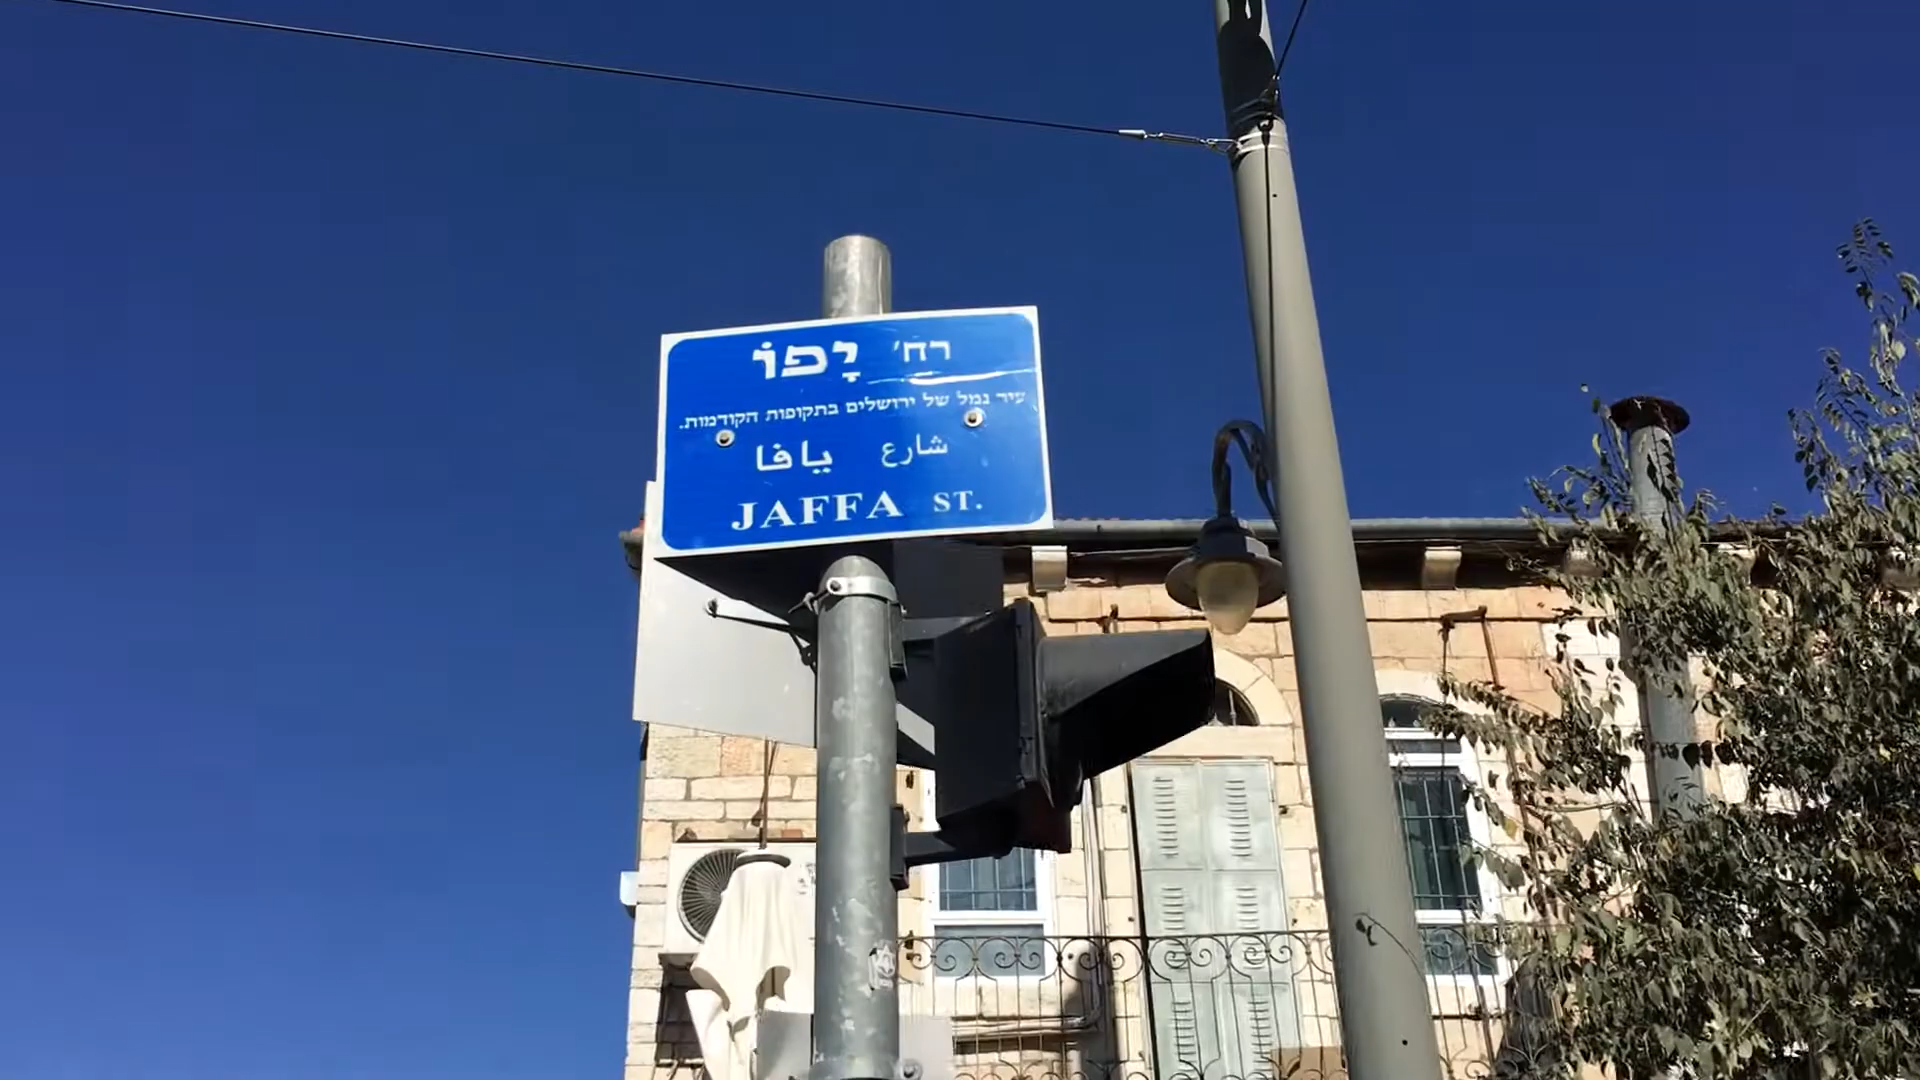 רח' יָפוֹ
עיר נמל של ירושלים בתקופות הקודמות.
شارع يافا
JAFFA ST.